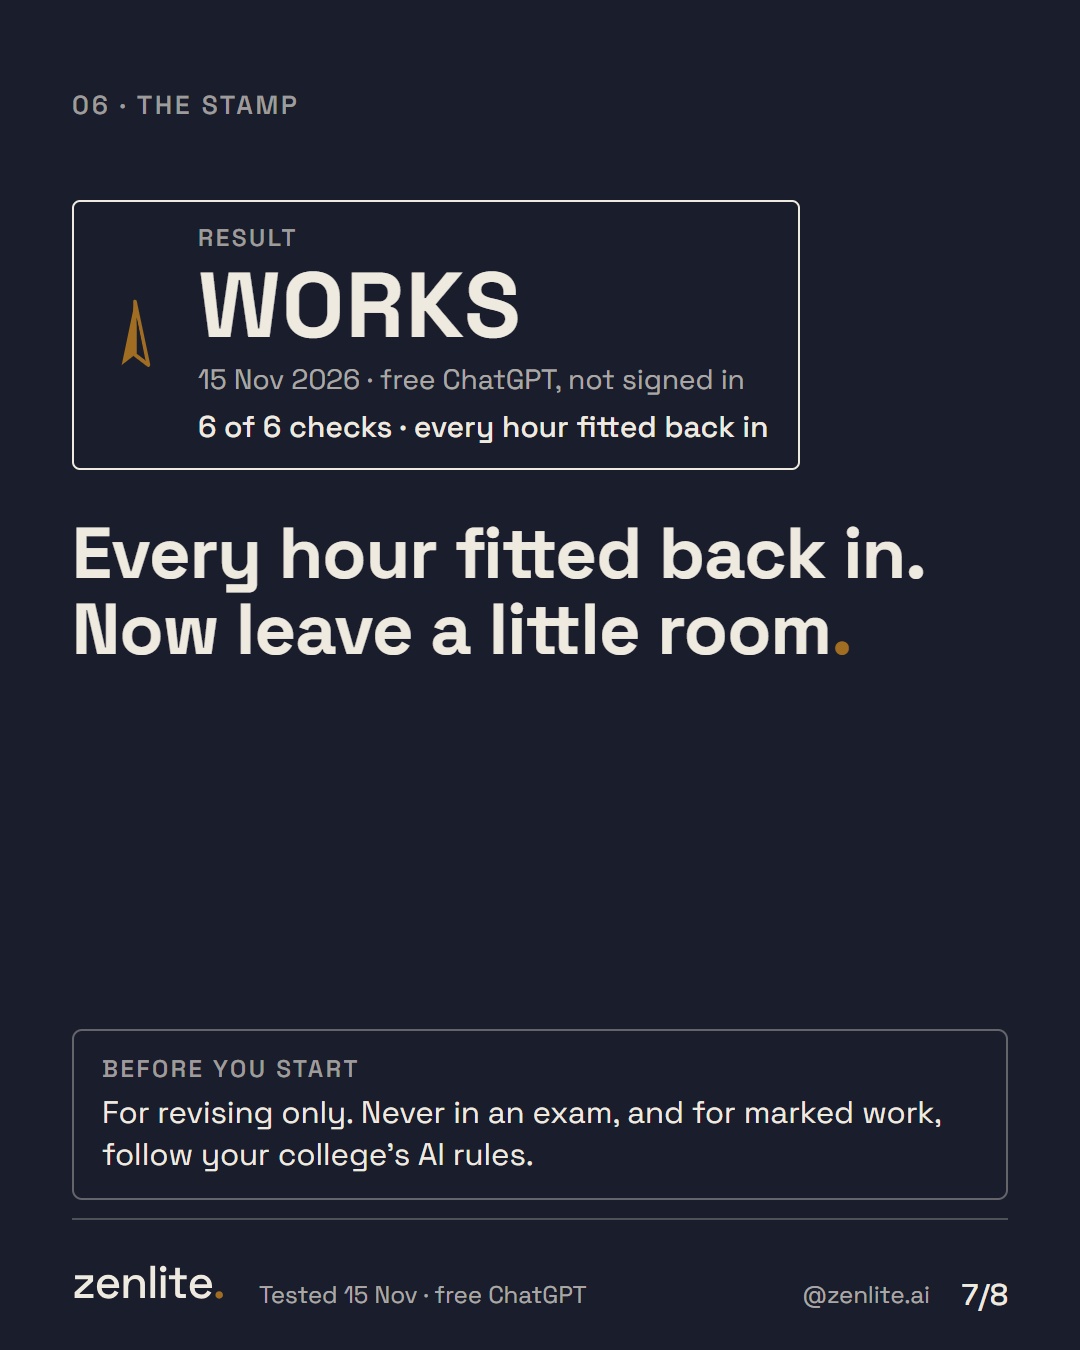 06 · THE STAMP
RESULT
WORKS
15 Nov 2026 · free ChatGPT, not signed in
6 of 6 checks · every hour fitted back in
Every hour fitted back in.
Now leave a little room.
BEFORE YOU START
For revising only. Never in an exam, and for marked work,
follow your college’s AI rules.
zenlite. Tested 15 Nov · free ChatGPT @zenlite.ai 7/8